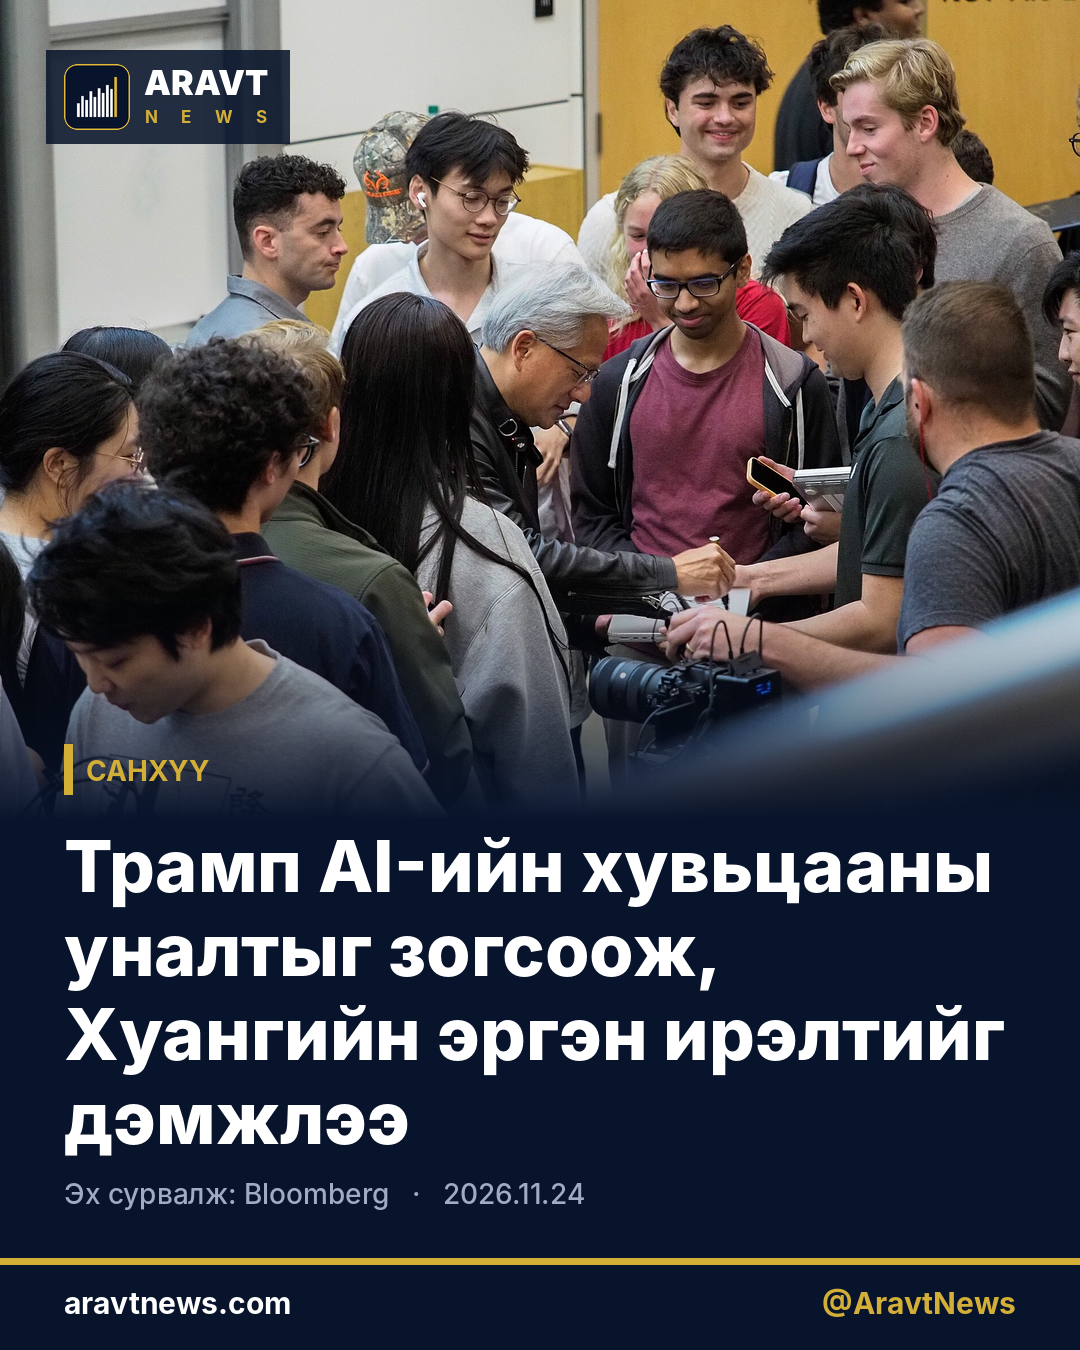 ARAVT
NEWS
САНХҮҮ
Трамп AI-ийн хувьцааны
уналтыг зогсоож,
Хуангийн эргэн ирэлтийг
дэмжлээ
Эх сурвалж: Bloomberg · 2026.11.24
aravtnews.com
@AravtNews